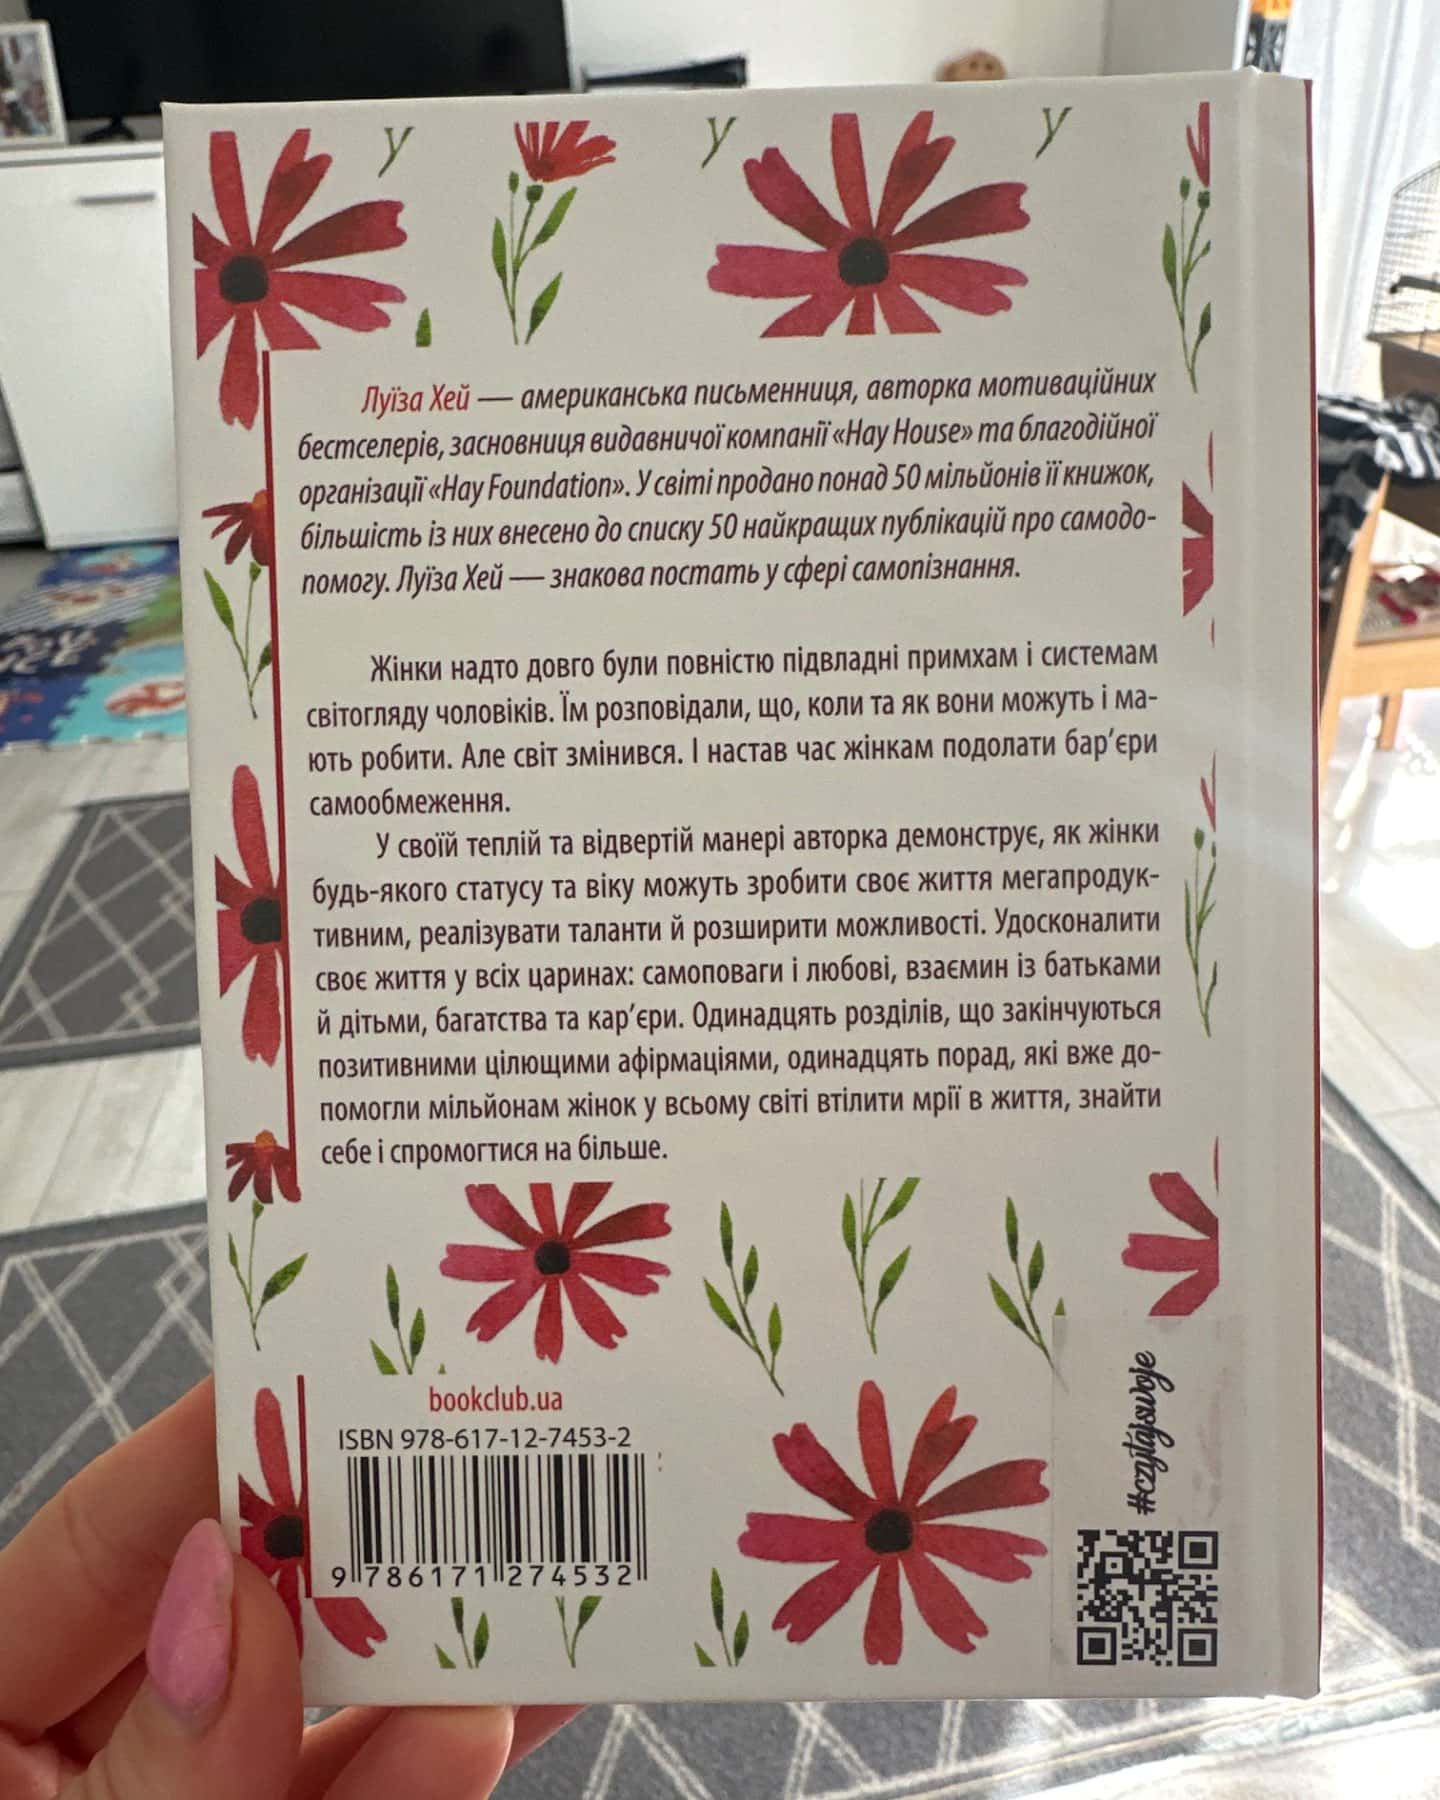 Луїза Хей — американська письменниця, авторка мотиваційних
бестселерів, засновниця видавничої компанії «Hay House» та благодійної
організації «Hay Foundation». У світі продано понад 50 мільйонів її книжок,
більшість із них внесено до списку 50 найкращих публікацій про самодо-
помогу. Луїза Хей — знакова постать у сфері самопізнання.
Жінки надто довго були повністю підвладні примхам і системам
світогляду чоловіків. Їм розповідали, що, коли та як вони можуть і ма-
ють робити. Але світ змінився. І настав час жінкам подолати бар’єри
самообмеження.
У своїй теплій та відвертій манері авторка демонструє, як жінки
будь-якого статусу та віку можуть зробити своє життя мегапродук-
тивним, реалізувати таланти й розширити можливості. Удосконалити
своє життя у всіх царинах: самоповаги і любові, взаємин із батьками
й дітьми, багатства та кар’єри. Одинадцять розділів, що закінчуються
позитивними цілющими афірмаціями, одинадцять порад, які вже до-
помогли мільйонам жінок у всьому світі втілити мрії в життя, знайти
себе і спромогтися на більше.
bookclub.ua
ISBN 978-617-12-7453-2
9 786171 274532
#czytajswoje